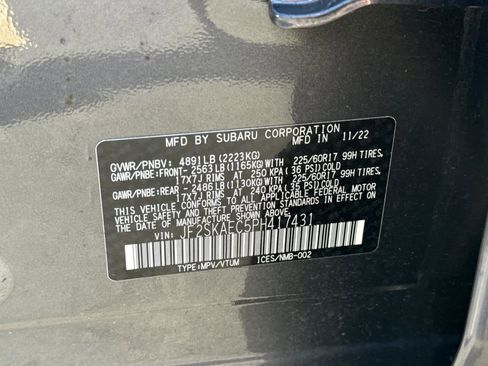 MFD BY SUBARU CORPORATION
MFD IN 11/22
GVWR/PNBV: 4891LB (2223KG)
GAWR/PNBE:FRONT- 2563LB(1165KG)WITH 225/60R17 99H TIRES,
17X7J RIMS AT 250 KPA (36 PSI)COLD
GAWR/PNBE:REAR - 2486LB(1130KG)WITH 225/60R17 99H TIRES,
17X7J RIMS AT 240 KPA (35 PSI)COLD
THIS VEHICLE CONFORMS TO ALL APPLICABLE FEDERAL MOTOR VEHICLE
SAFETY, BUMPER, AND THEFT PREVENTION STANDARDS IN EFFECT ON THE
DATE OF MANUFACTURE SHOWN ABOVE.
VIN: JF2SKAEC5PH417431
TYPE:MPV/VTUM ICES/NMB-002